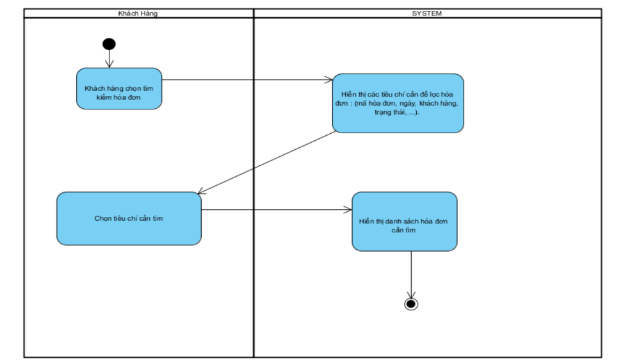 Khách Hàng
SYSTEM
Khách hàng chọn tìm
kiếm hóa đơn
Hiển thị các tiêu chí cần để lọc hóa
đơn : (mã hóa đơn, ngày, khách hàng,
trạng thái, ...).
Chọn tiêu chí cần tìm
Hiển thị danh sách hóa đơn
cần tìm